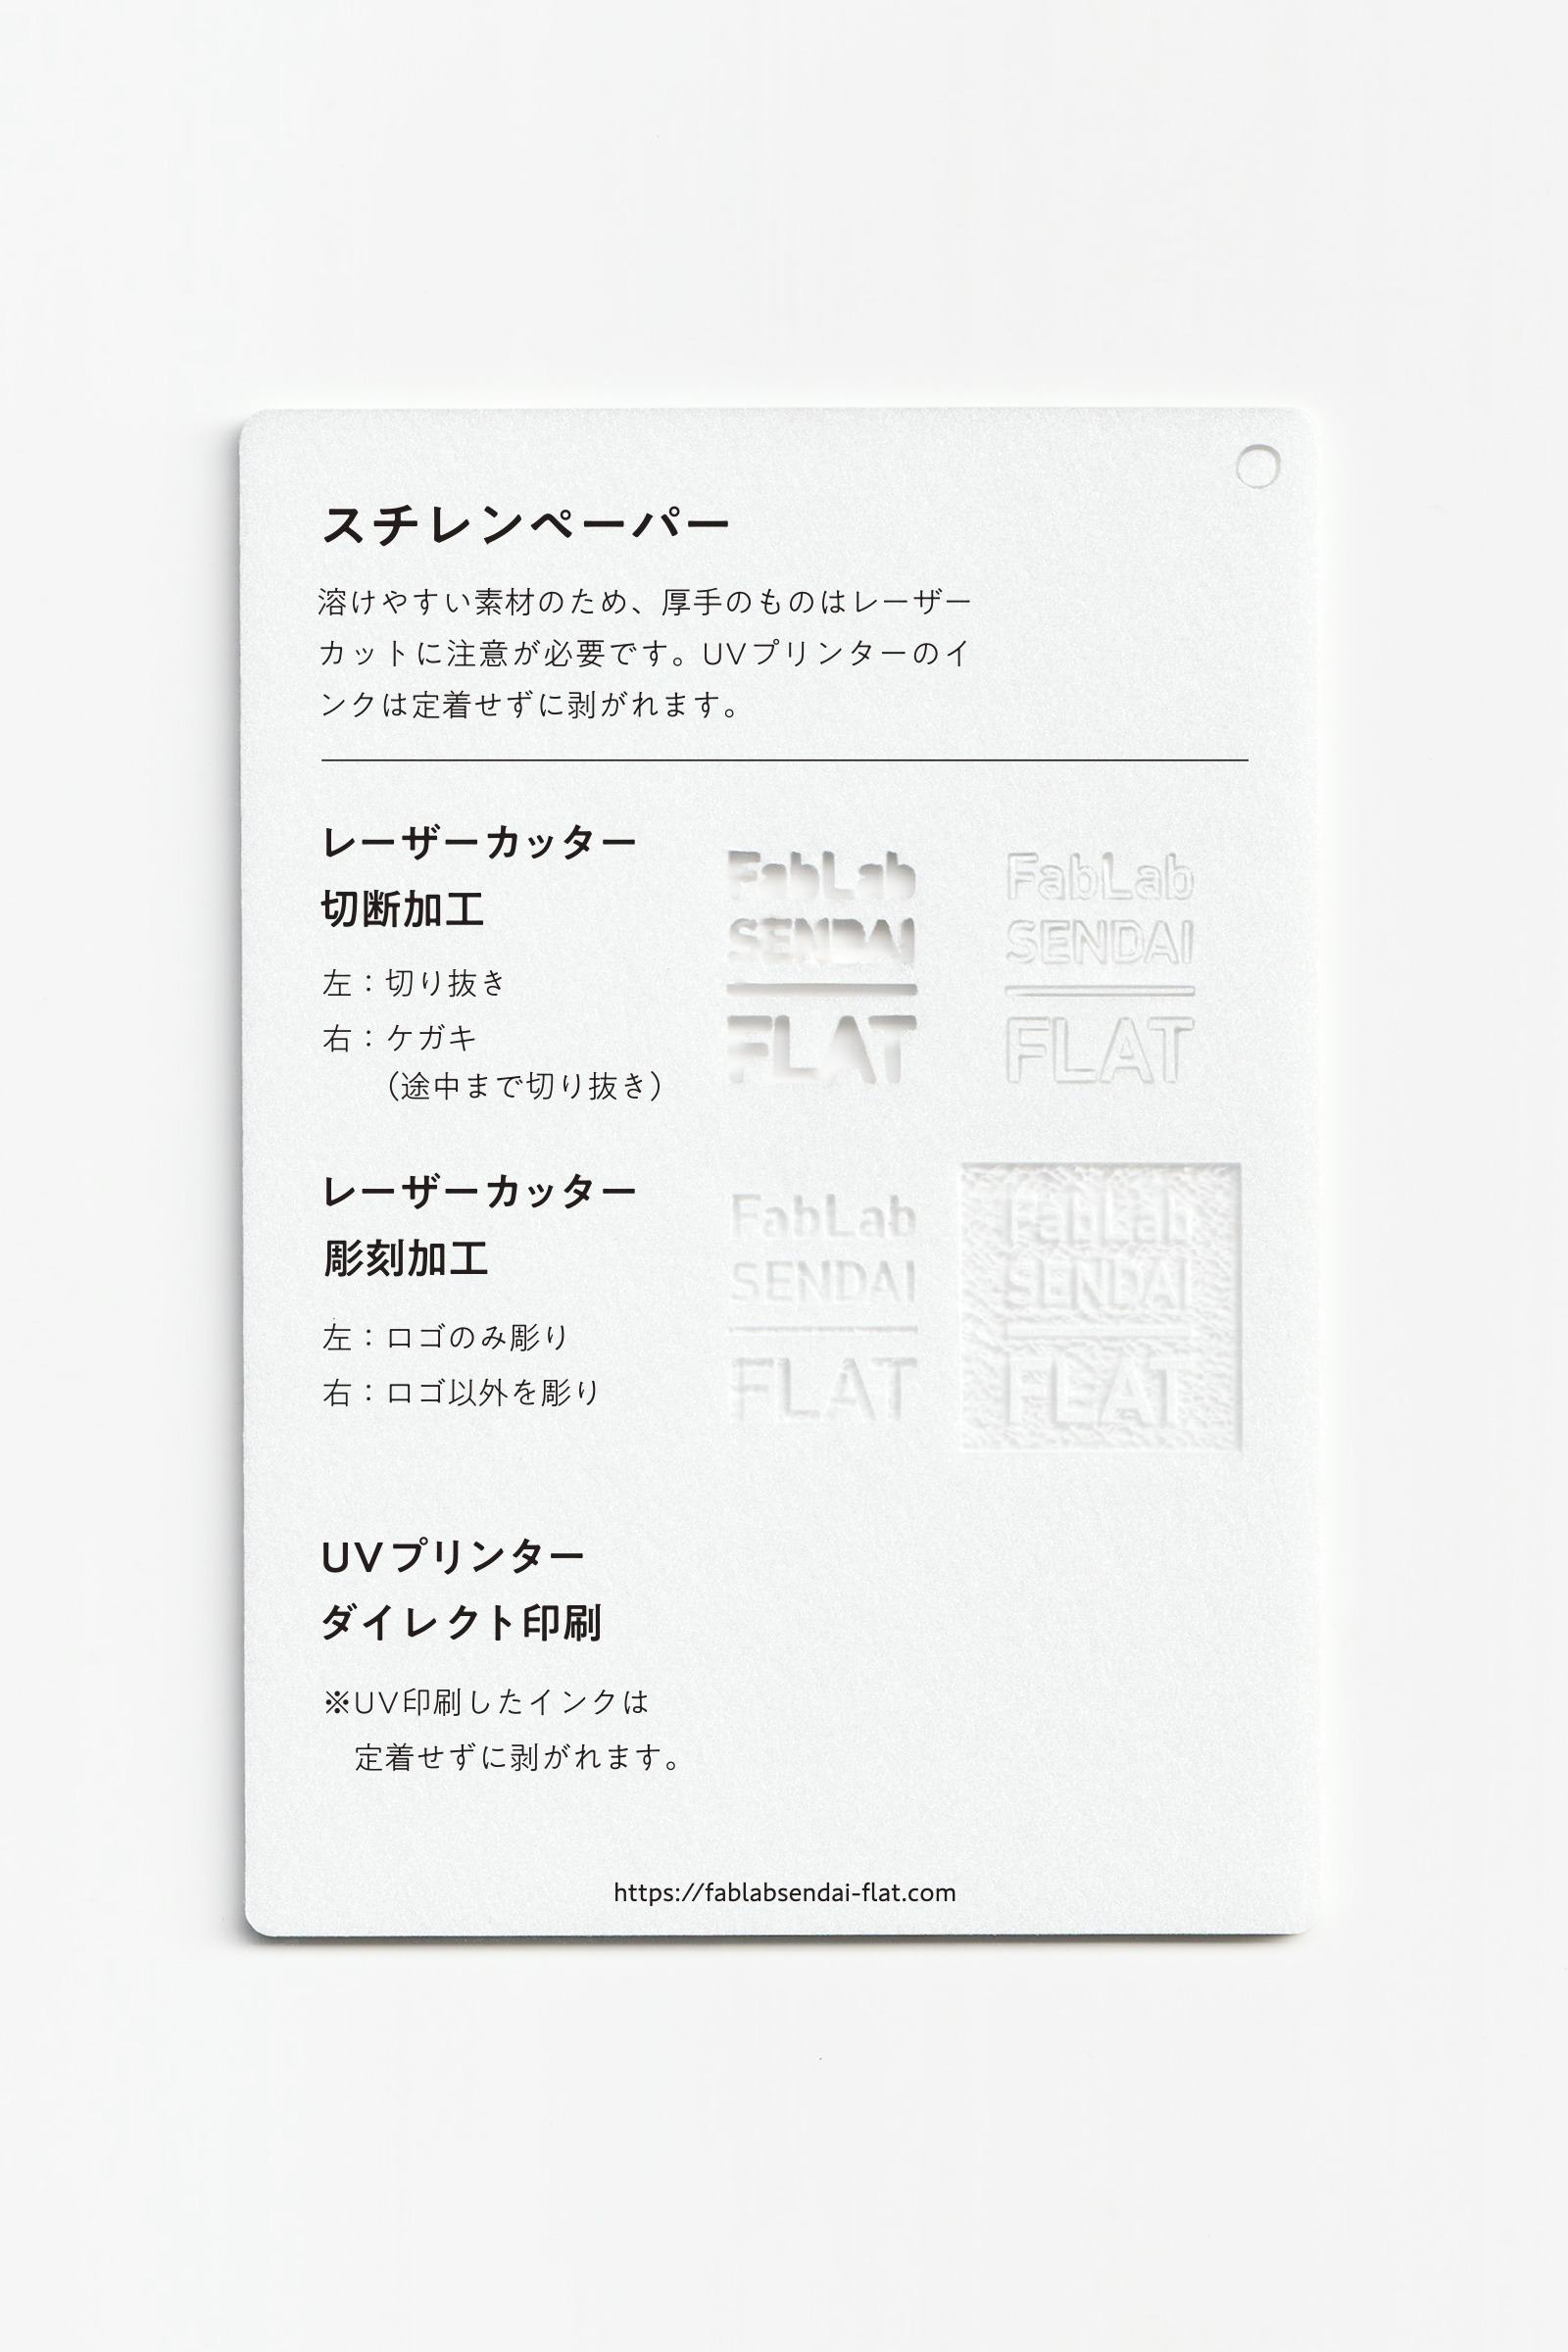 スチレンペーパー
溶けやすい素材のため、厚手のものはレーザー
カットに注意が必要です。UVプリンターのイ
ンクは定着せずに剥がれます。
レーザーカッター
切断加工
左：切り抜き
右：ケガキ
（途中まで切り抜き）
FabLab
SENDAI
FLAT
FabLab
SENDAI
FLAT
レーザーカッター
彫刻加工
左：ロゴのみ彫り
右：ロゴ以外を彫り
FabLab
SENDAI
FLAT
FabLab
SENDAI
FLAT
UVプリンター
ダイレクト印刷
※UV印刷したインクは
定着せずに剥がれます。
https://fablabsendai-flat.com